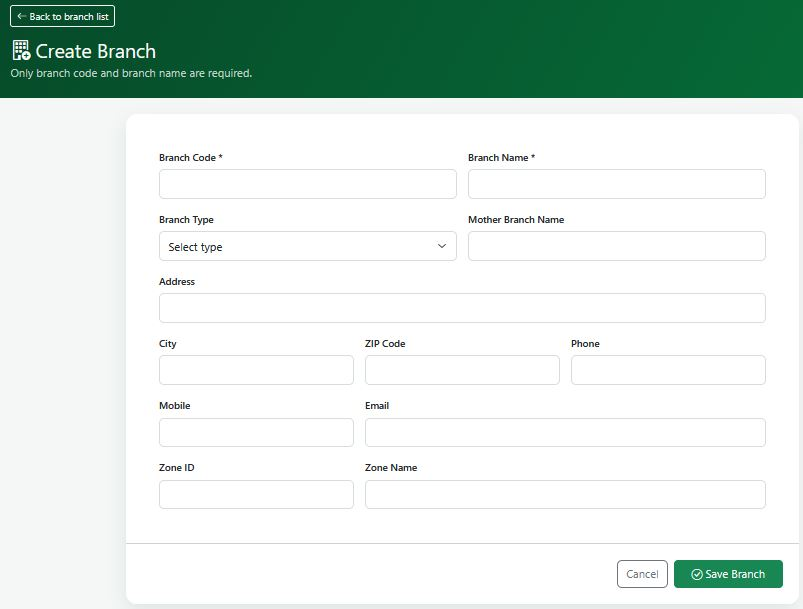 ← Back to branch list
Create Branch
Only branch code and branch name are required.
Branch Code * Branch Name *
Branch Type Mother Branch Name
Select type
Address
City ZIP Code Phone
Mobile Email
Zone ID Zone Name
Cancel Save Branch